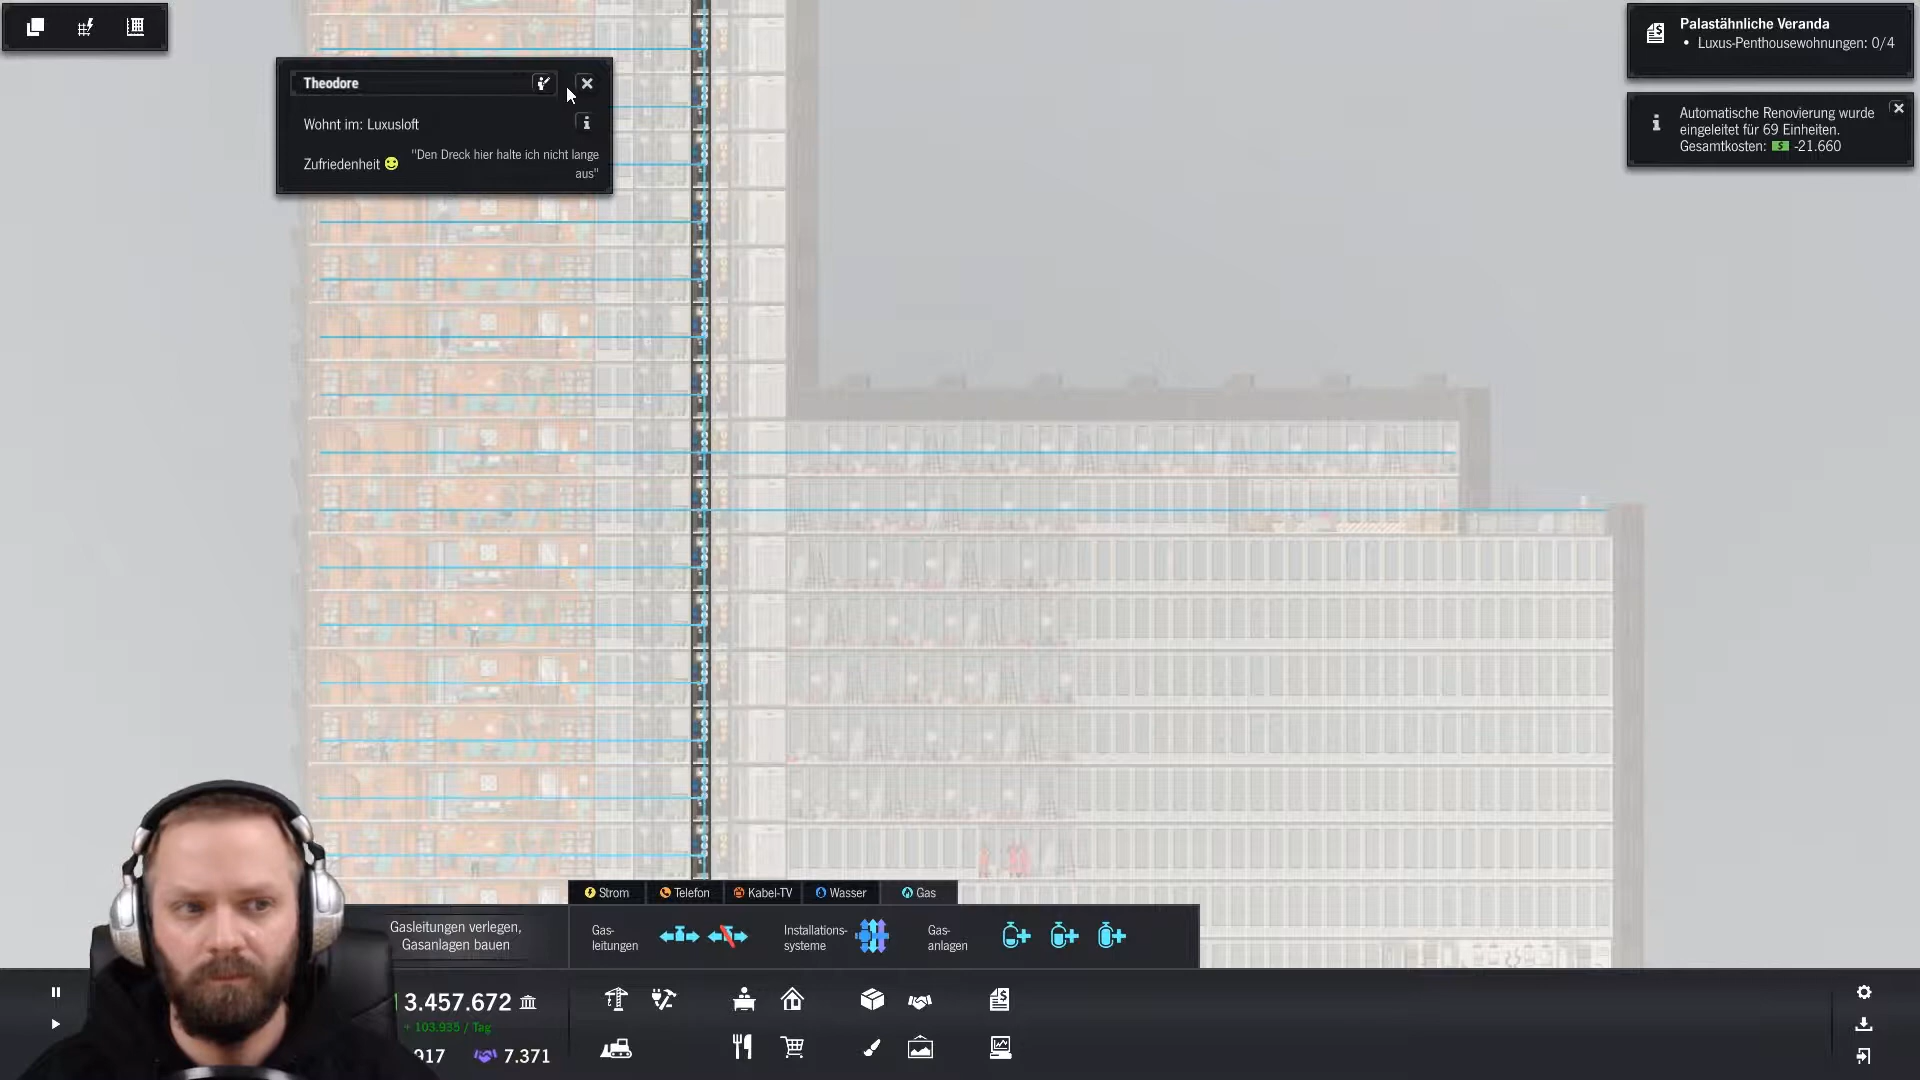 Theodore
Wohnt im: Luxusloft
Zufriedenheit
"Den Dreck hier halte ich nicht lange
aus"
Palastähnliche Veranda
• Luxus-Penthousewohnungen: 0/4
Automatische Renovierung wurde
eingeleitet für 69 Einheiten.
Gesamtkosten: -21.660
Strom
Telefon
Kabel-TV
Wasser
Gas
Gasleitungen verlegen,
Gasanlagen bauen
Gas-
leitungen
Installations-
systeme
Gas-
anlagen
3.457.672
+ 103.935 / Tag
917
7.371